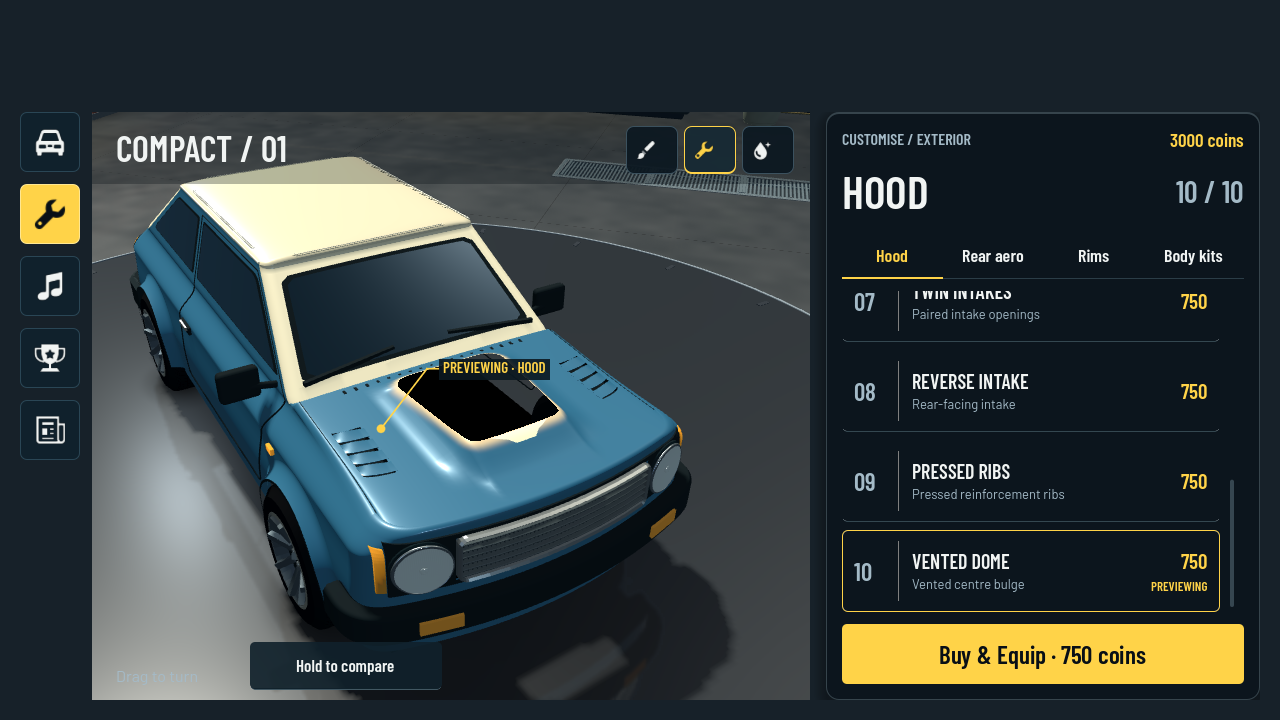 COMPACT / 01
PREVIEWING · HOOD
Drag to turn
Hold to compare
CUSTOMISE / EXTERIOR
3000 coins
HOOD
10 / 10
Hood
Rear aero
Rims
Body kits
07
TWIN INTAKES
750
Paired intake openings
08
REVERSE INTAKE
750
Rear-facing intake
09
PRESSED RIBS
750
Pressed reinforcement ribs
10
VENTED DOME
750
Vented centre bulge
PREVIEWING
Buy & Equip · 750 coins